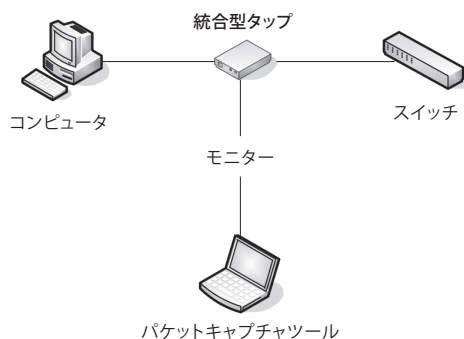 統合型タップ
コンピュータ
スイッチ
モニター
パケットキャプチャツール